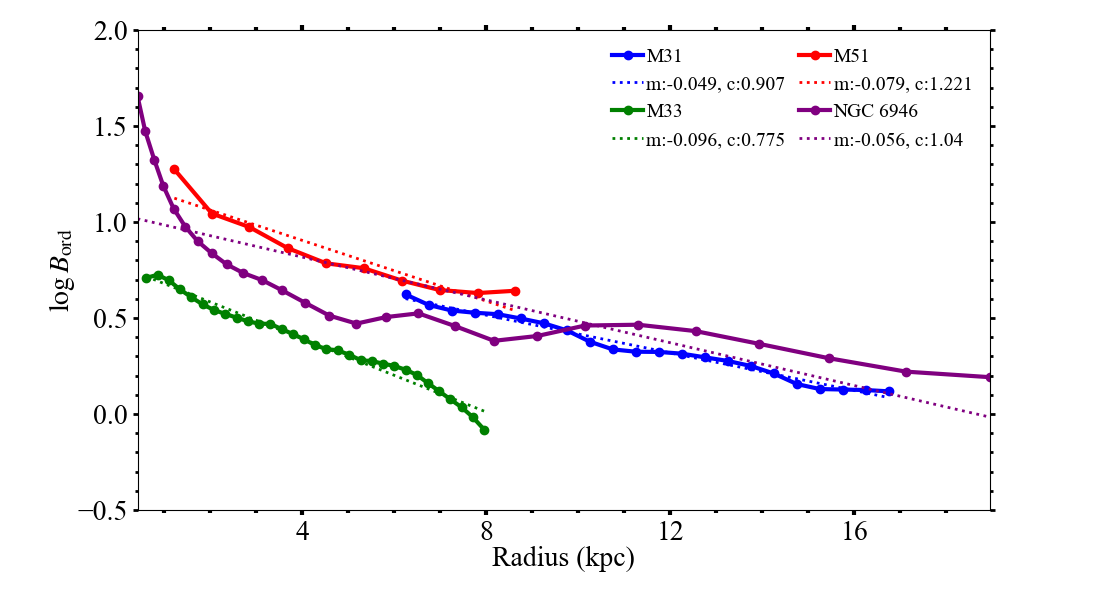 2.0
1.5
1.0
0.5
0.0
−0.5
log B_ord
M31
m:-0.049, c:0.907
M33
m:-0.096, c:0.775
M51
m:-0.079, c:1.221
NGC 6946
m:-0.056, c:1.04
4 8 12 16
Radius (kpc)